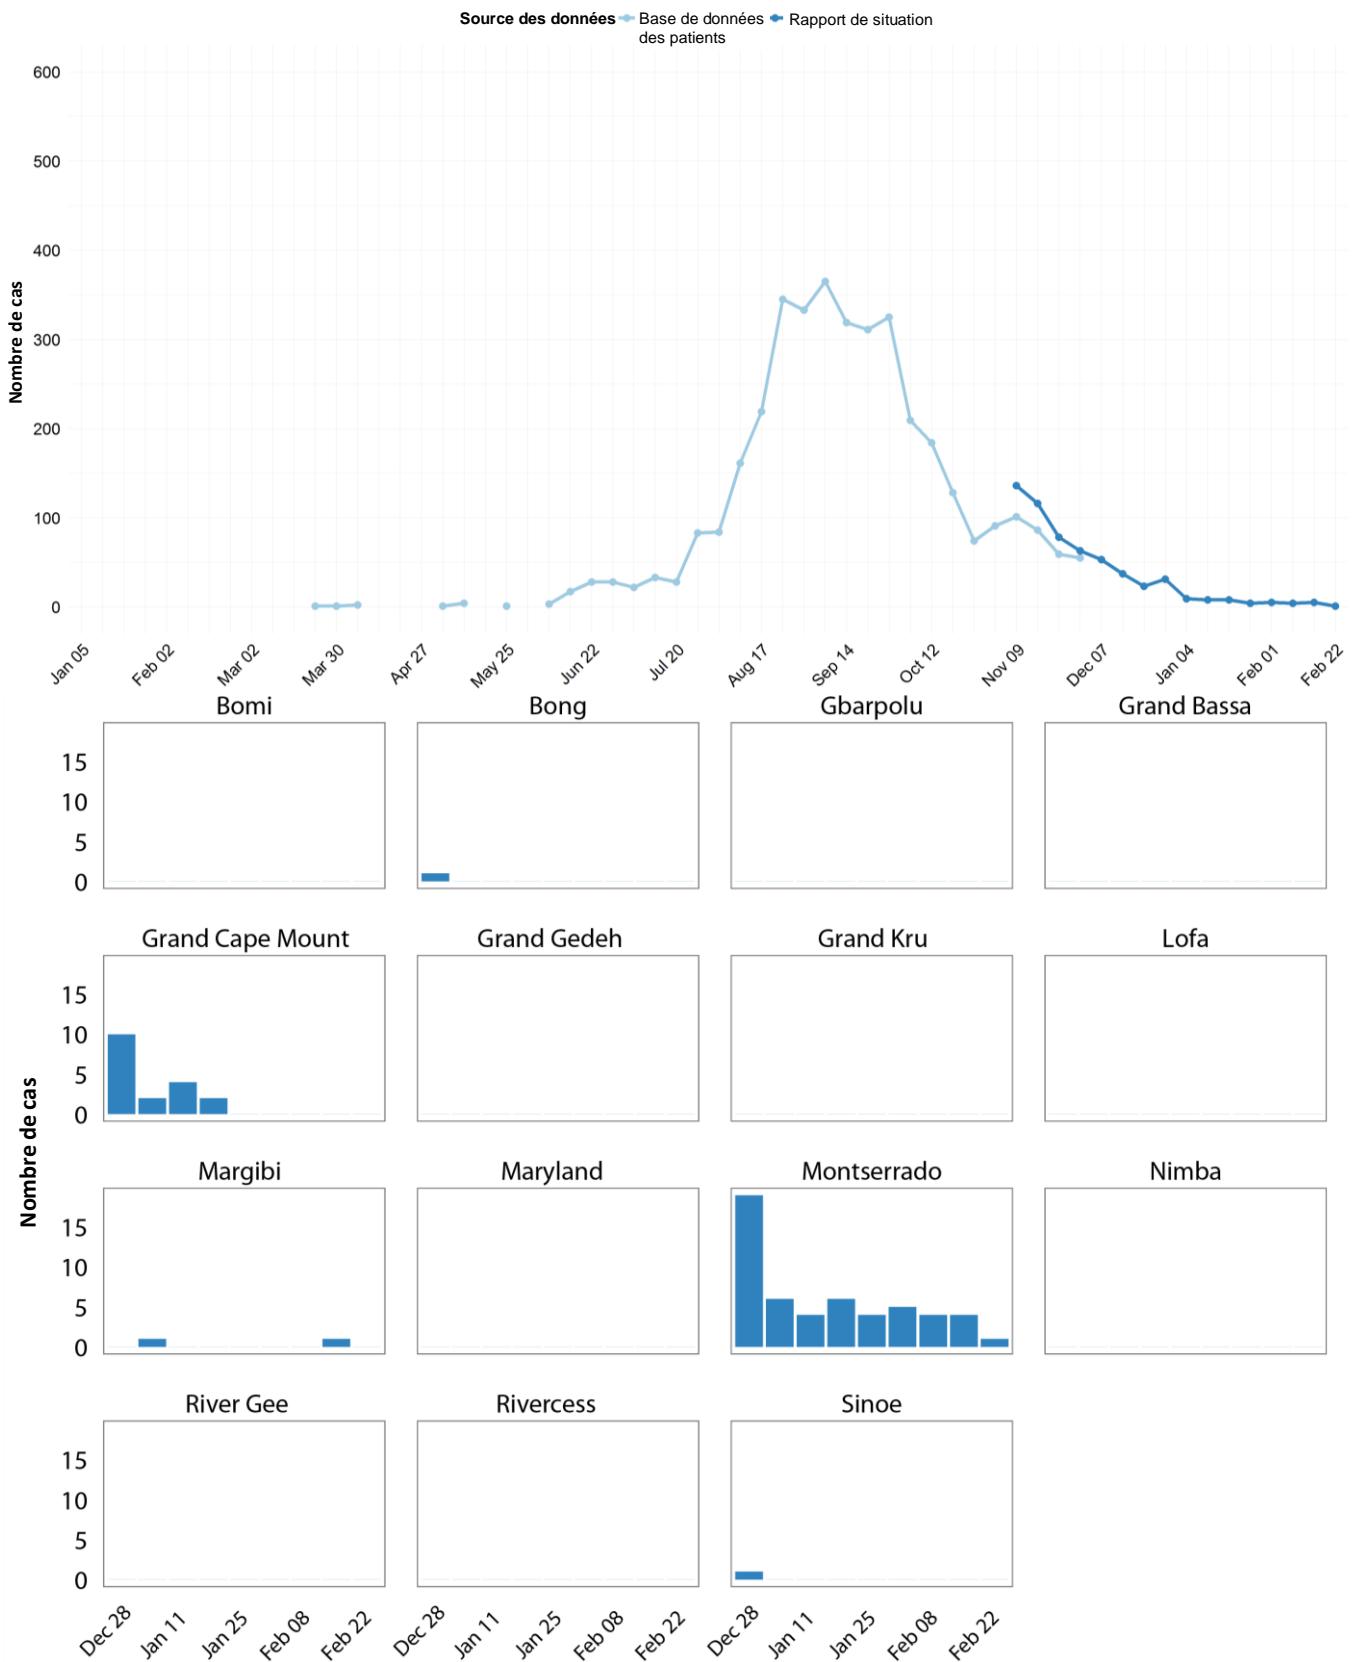 Source des données Base de données Rapport de situation
des patients
600
500
400
300
200
100
0
Nombre de cas
Jan 05 Feb 02 Mar 02 Mar 30 Apr 27 May 25 Jun 22 Jul 20 Aug 17 Sep 14 Oct 12 Nov 09 Dec 07 Jan 04 Feb 01 Feb 22
Bomi Bong Gbarpolu Grand Bassa
15
10
5
0
Grand Cape Mount Grand Gedeh Grand Kru Lofa
15
10
5
0
Nombre de cas
Margibi Maryland Montserrado Nimba
15
10
5
0
River Gee Rivercess Sinoe
15
10
5
0
Dec 28 Jan 11 Jan 25 Feb 08 Feb 22 Dec 28 Jan 11 Jan 25 Feb 08 Feb 22 Dec 28 Jan 11 Jan 25 Feb 08 Feb 22